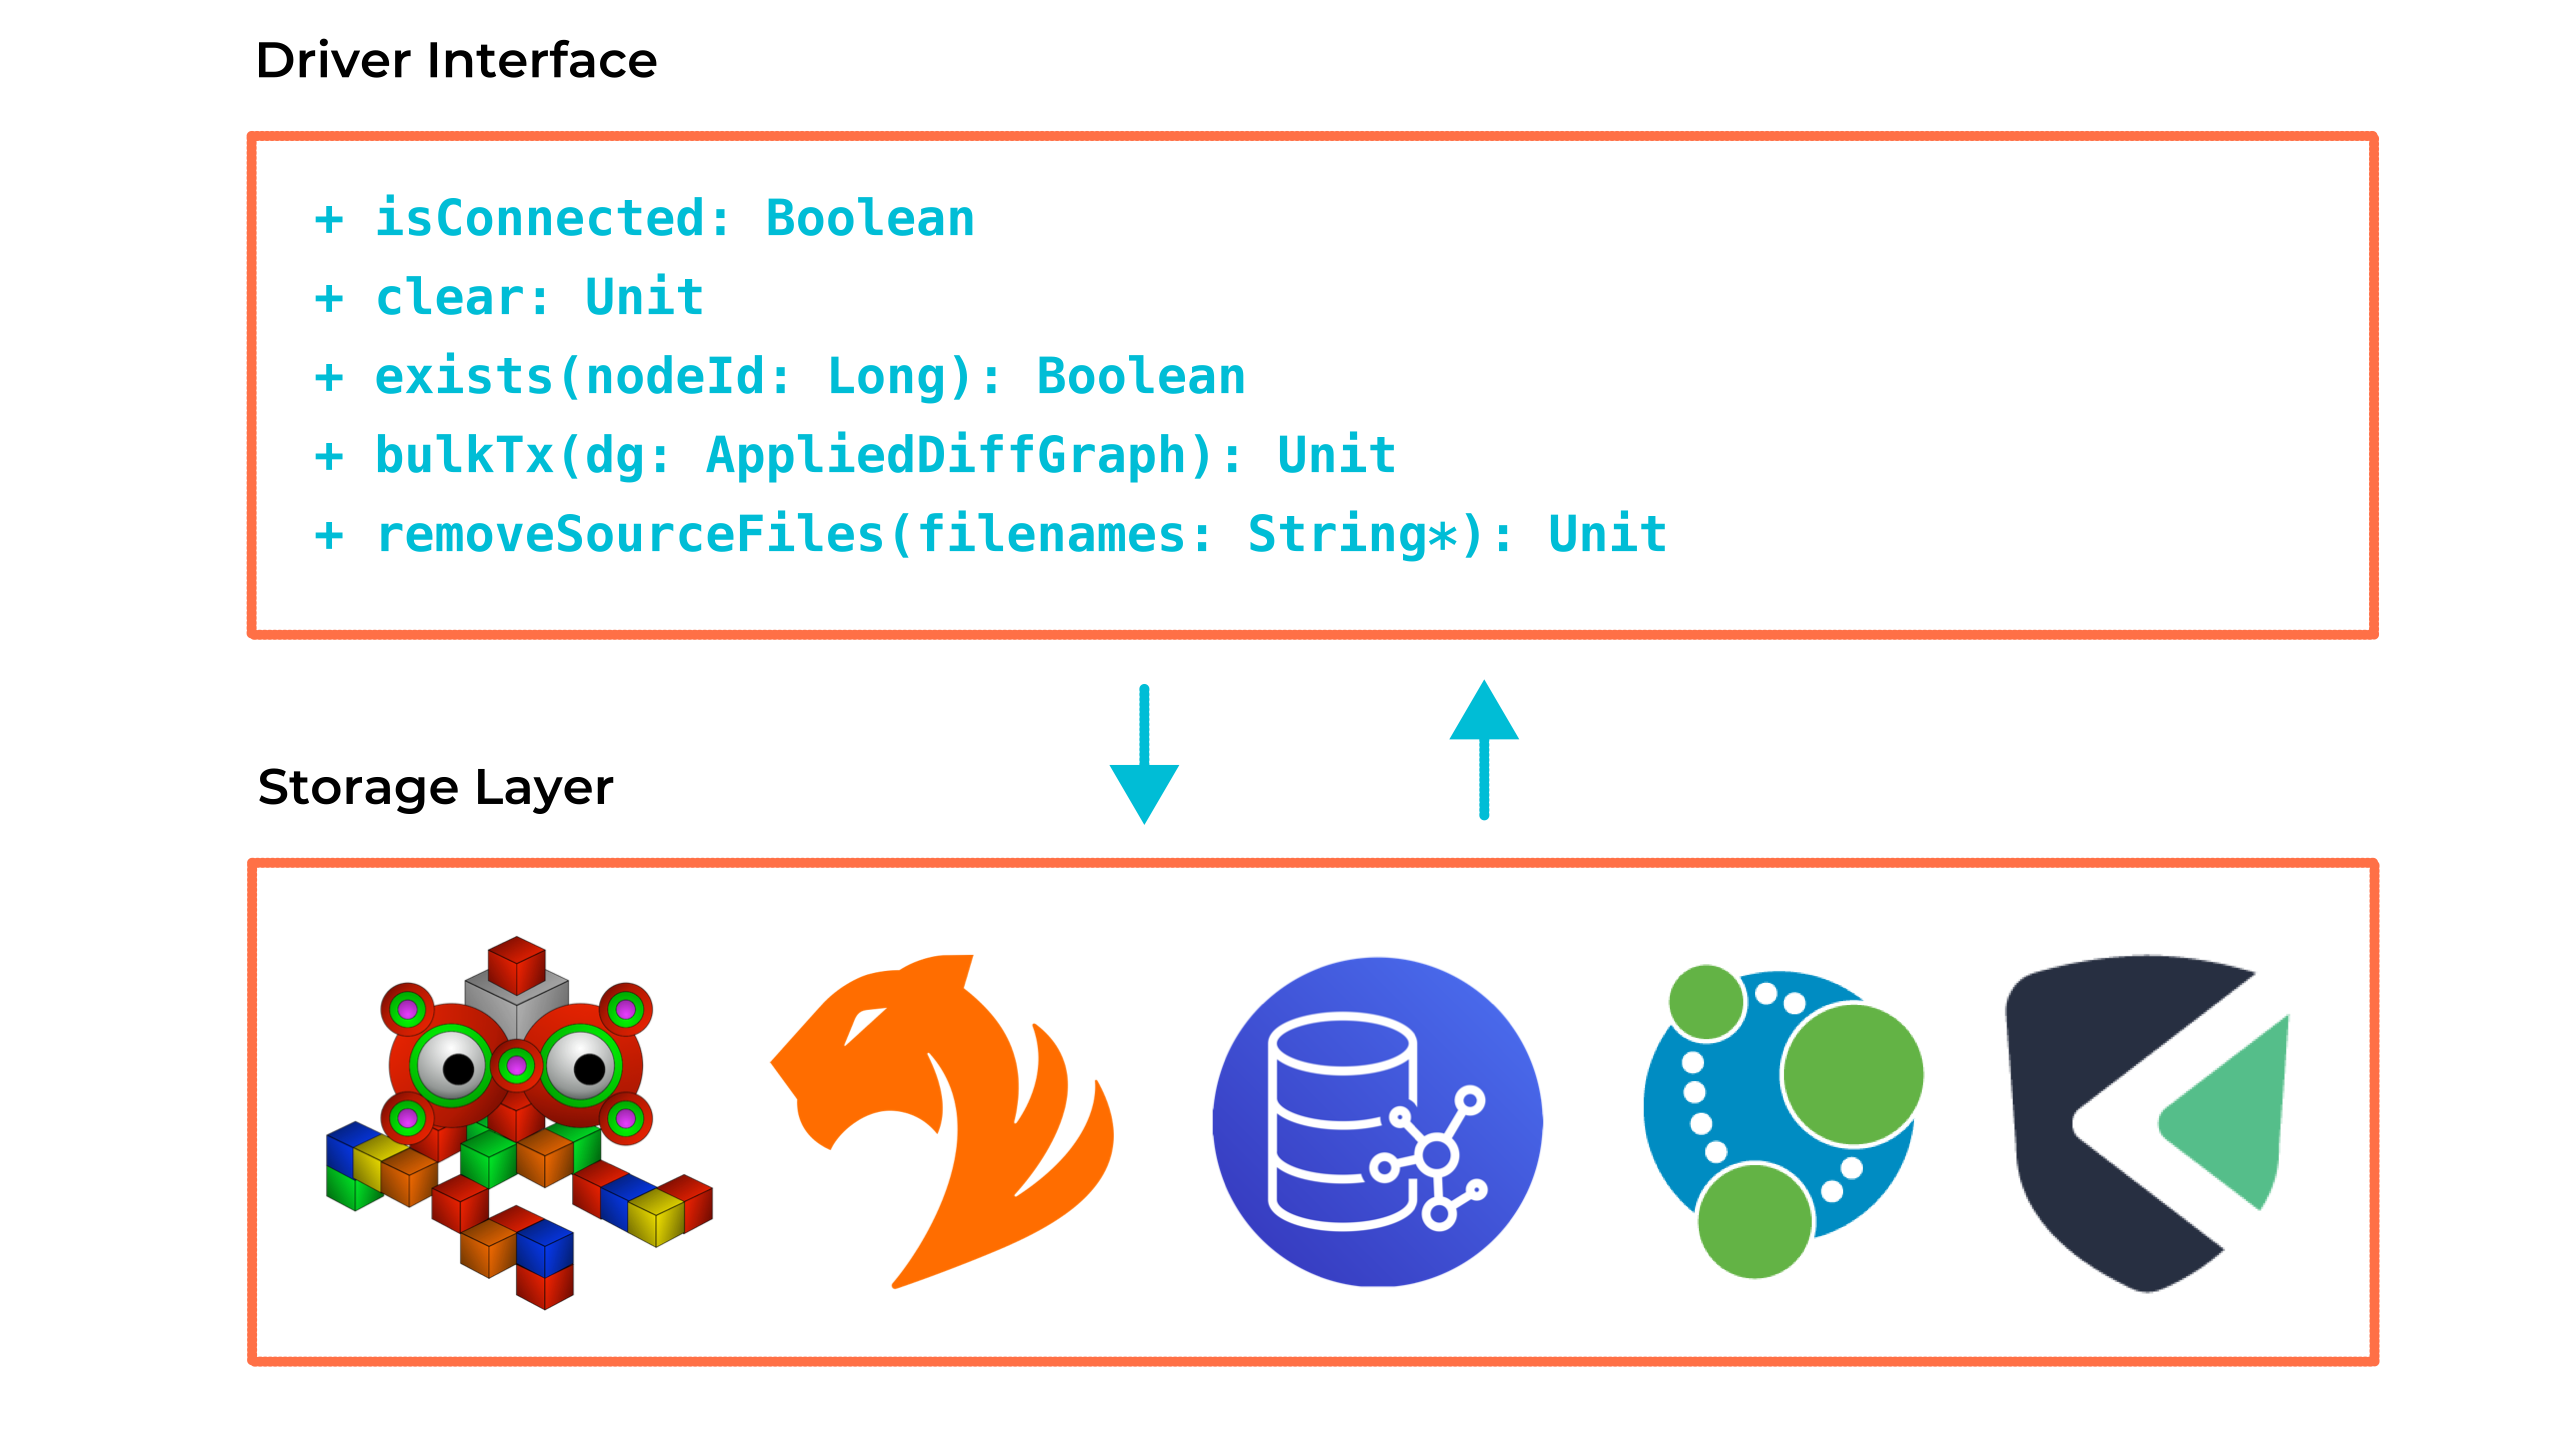 Driver Interface
+ isConnected: Boolean
+ clear: Unit
+ exists(nodeId: Long): Boolean
+ bulkTx(dg: AppliedDiffGraph): Unit
+ removeSourceFiles(filenames: String*): Unit
Storage Layer